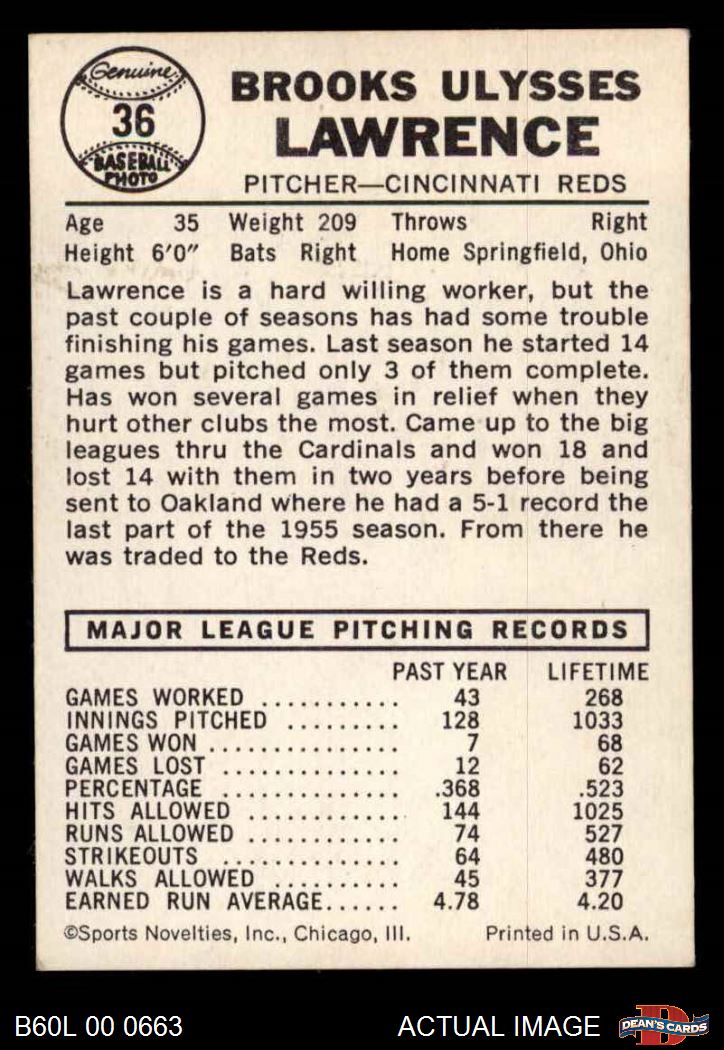 Genuine
36
BASEBALL
PHOTO
BROOKS ULYSSES
LAWRENCE
PITCHER—CINCINNATI REDS
Age 35 Weight 209 Throws Right
Height 6'0" Bats Right Home Springfield, Ohio
Lawrence is a hard willing worker, but the
past couple of seasons has had some trouble
finishing his games. Last season he started 14
games but pitched only 3 of them complete.
Has won several games in relief when they
hurt other clubs the most. Came up to the big
leagues thru the Cardinals and won 18 and
lost 14 with them in two years before being
sent to Oakland where he had a 5-1 record the
last part of the 1955 season. From there he
was traded to the Reds.
MAJOR LEAGUE PITCHING RECORDS
PAST YEAR LIFETIME
GAMES WORKED ........... 43 268
INNINGS PITCHED ......... 128 1033
GAMES WON ............... 7 68
GAMES LOST .............. 12 62
PERCENTAGE .............. .368 .523
HITS ALLOWED ............ 144 1025
RUNS ALLOWED ............ 74 527
STRIKEOUTS .............. 64 480
WALKS ALLOWED .......... 45 377
EARNED RUN AVERAGE...... 4.78 4.20
©Sports Novelties, Inc., Chicago, Ill. Printed in U.S.A.
B60L 00 0663 ACTUAL IMAGE D DEAN'S CARDS